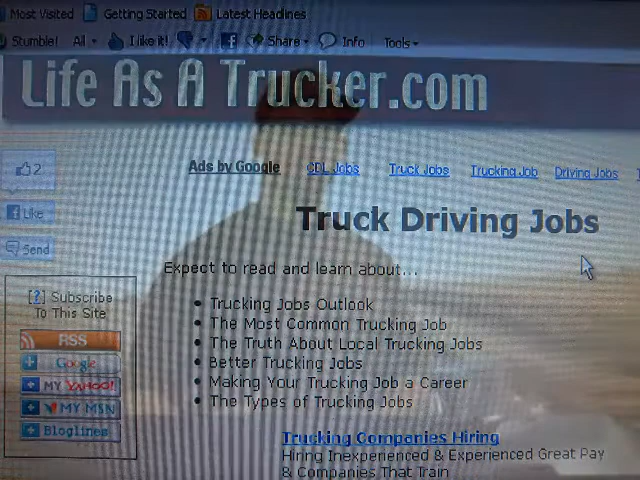 Most Visited Getting Started Latest Headlines
Stumble! All I like it! Share Info Tools
Life As A Trucker.com
2
Ads by Google CDL Jobs Truck Jobs Trucking Job Driving Jobs
Like
Truck Driving Jobs
Send
Expect to read and learn about...
[?] Subscribe
To This Site
• Trucking Jobs Outlook
• The Most Common Trucking Job
• The Truth About Local Trucking Jobs
• Better Trucking Jobs
• Making Your Trucking Job a Career
• The Types of Trucking Jobs
RSS
Google
MY YAHOO!
MY MSN
Bloglines
Trucking Companies Hiring
Hiring Inexperienced & Experienced Great Pay
& Companies That Train